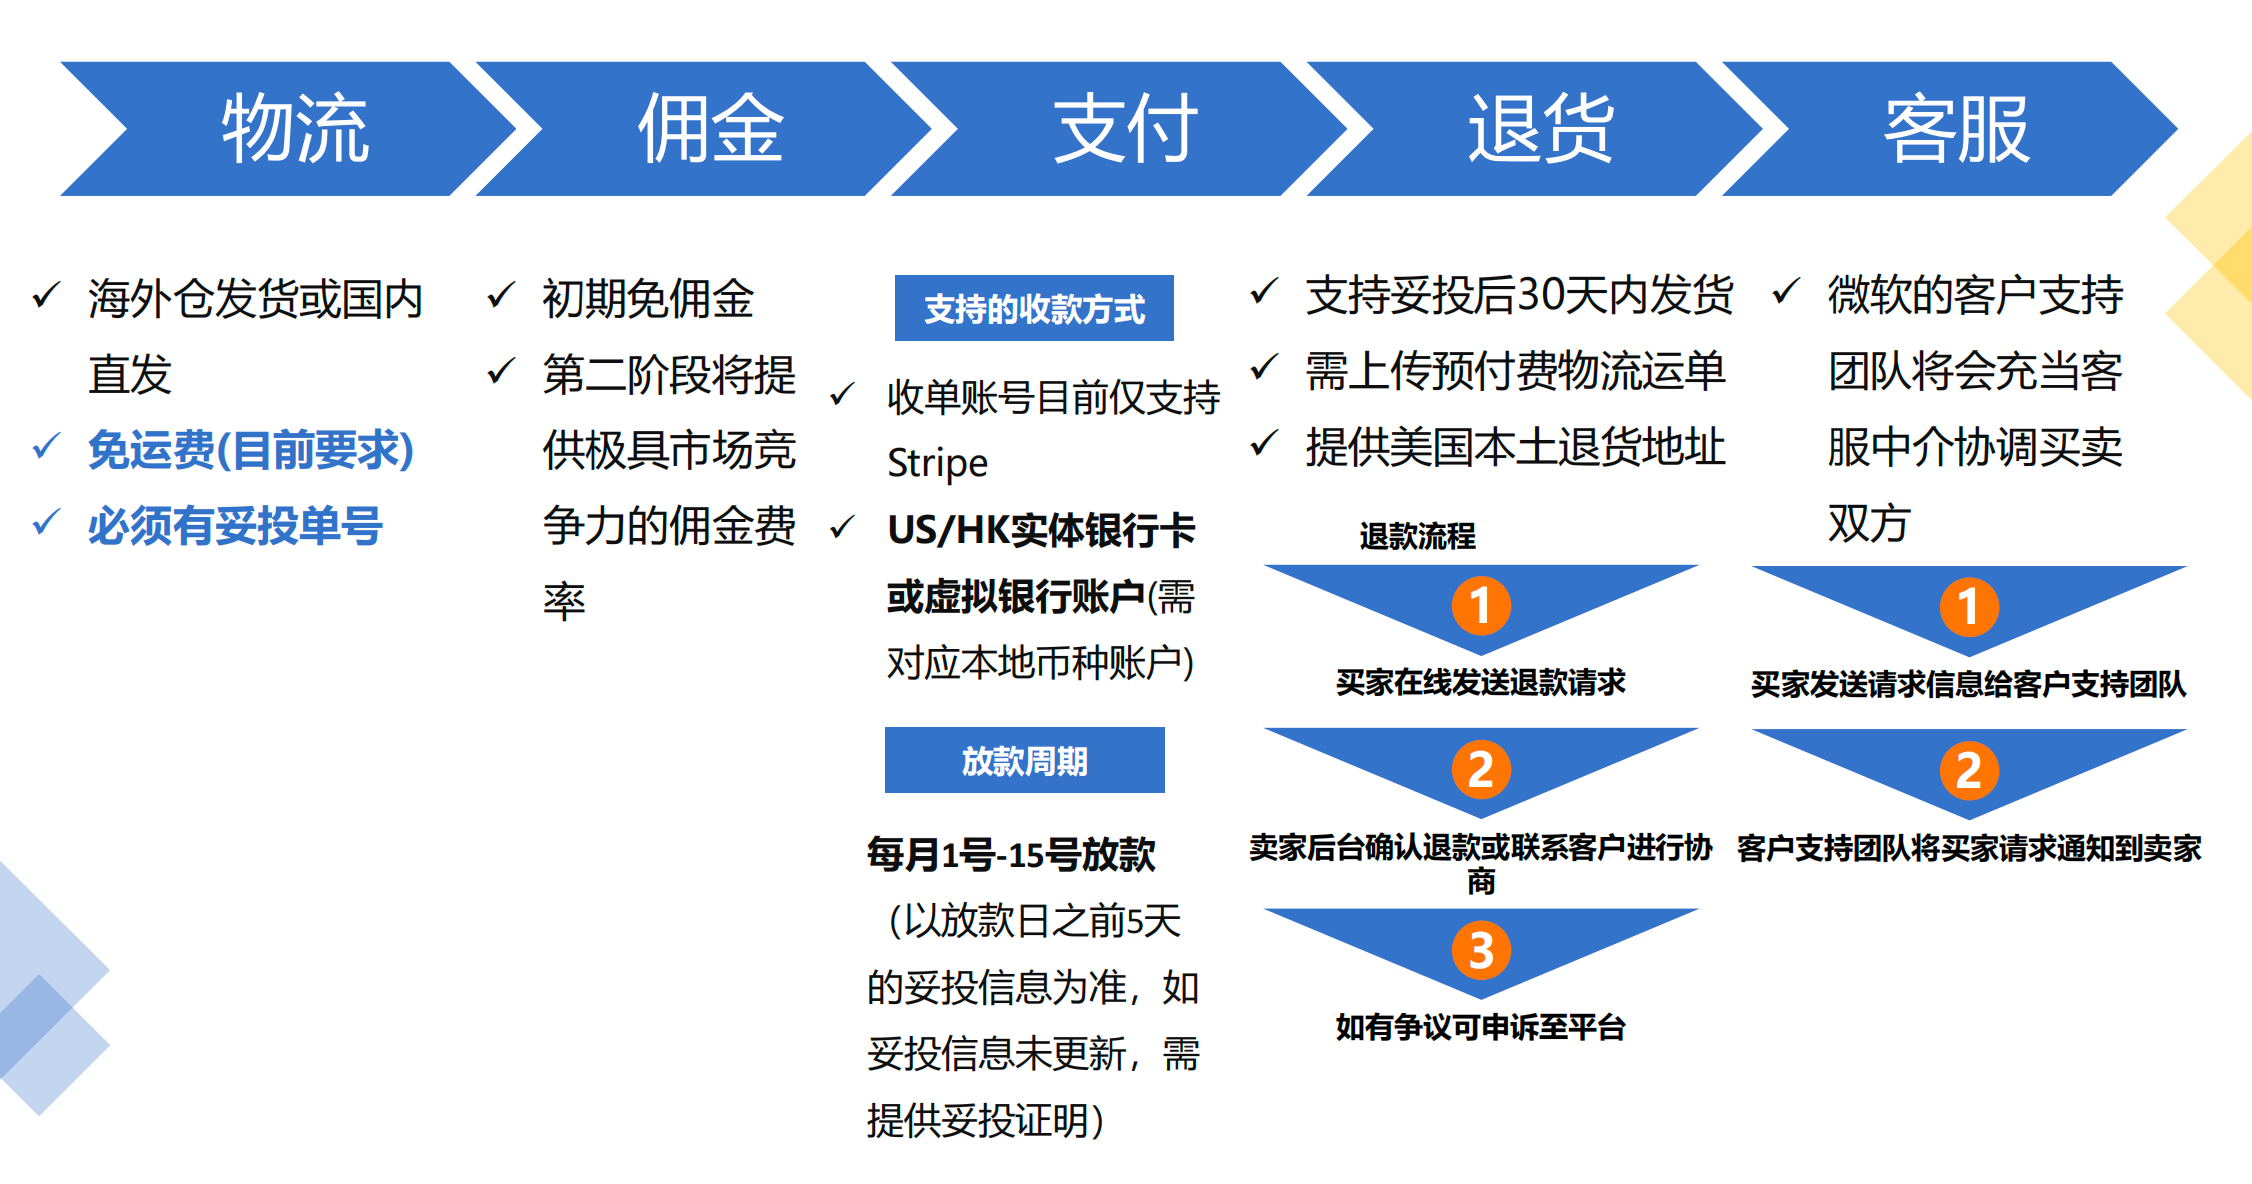 物流
佣金
支付
退货
客服
海外仓发货或国内
直发
免运费(目前要求)
必须有妥投单号
初期免佣金
第二阶段将提
供极具市场竞
争力的佣金费
率
支持的收款方式
收单账号目前仅支持
Stripe
US/HK实体银行卡
或虚拟银行账户(需
对应本地币种账户)
放款周期
每月1号-15号放款
（以放款日之前5天
的妥投信息为准，如
妥投信息未更新，需
提供妥投证明）
支持妥投后30天内发货
需上传预付费物流运单
提供美国本土退货地址
退款流程
1
买家在线发送退款请求
2
卖家后台确认退款或联系客户进行协
商
3
如有争议可申诉至平台
微软的客户支持
团队将会充当客
服中介协调买卖
双方
1
买家发送请求信息给客户支持团队
2
客户支持团队将买家请求通知到卖家